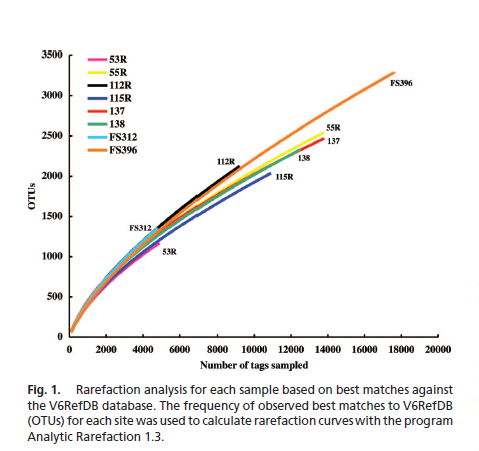 3500
3000
2500
2000
1500
1000
500
0
OTUs
53R
55R
112R
115R
137
138
FS312
FS396
FS396
55R
137
138
112R
115R
FS312
53R
0 2000 4000 6000 8000 10000 12000 14000 16000 18000 20000
Number of tags sampled
Fig. 1. Rarefaction analysis for each sample based on best matches against
the V6RefDB database. The frequency of observed best matches to V6RefDB
(OTUs) for each site was used to calculate rarefaction curves with the program
Analytic Rarefaction 1.3.